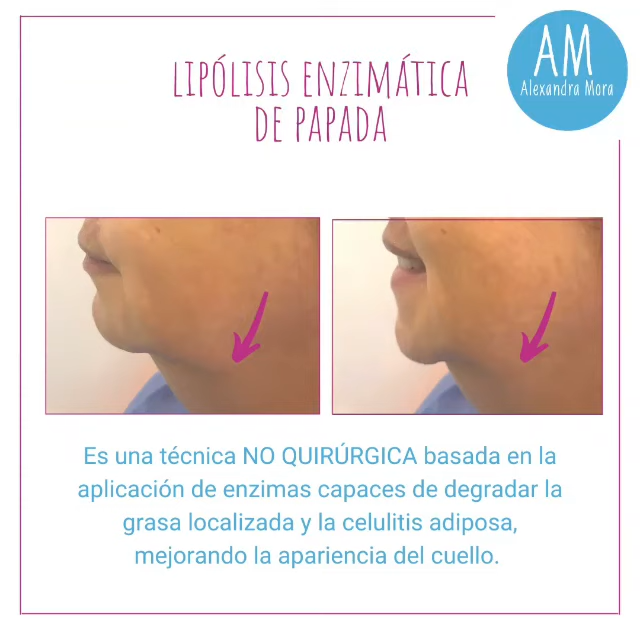 LIPÓLISIS ENZIMÁTICA
DE PAPADA
AM
Alexandra Mora
Es una técnica NO QUIRÚRGICA basada en la
aplicación de enzimas capaces de degradar la
grasa localizada y la celulitis adiposa,
mejorando la apariencia del cuello.